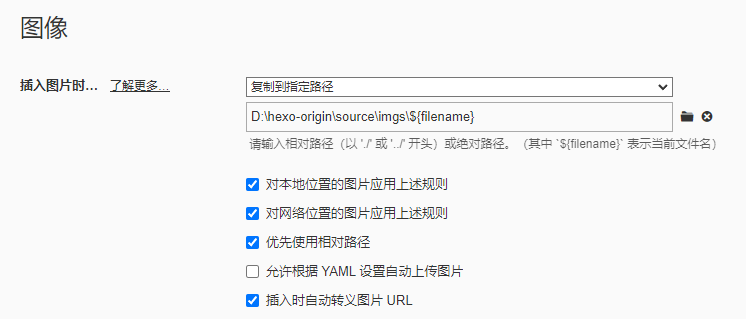 图像
插入图片时... 了解更多... 复制到指定路径
D:\hexo-origin\source\imgs\${filename}
请输入相对路径（以 './' 或 '../' 开头）或绝对路径。（其中 `${filename}` 表示当前文件名）
对本地位置的图片应用上述规则
对网络位置的图片应用上述规则
优先使用相对路径
允许根据 YAML 设置自动上传图片
插入时自动转义图片 URL